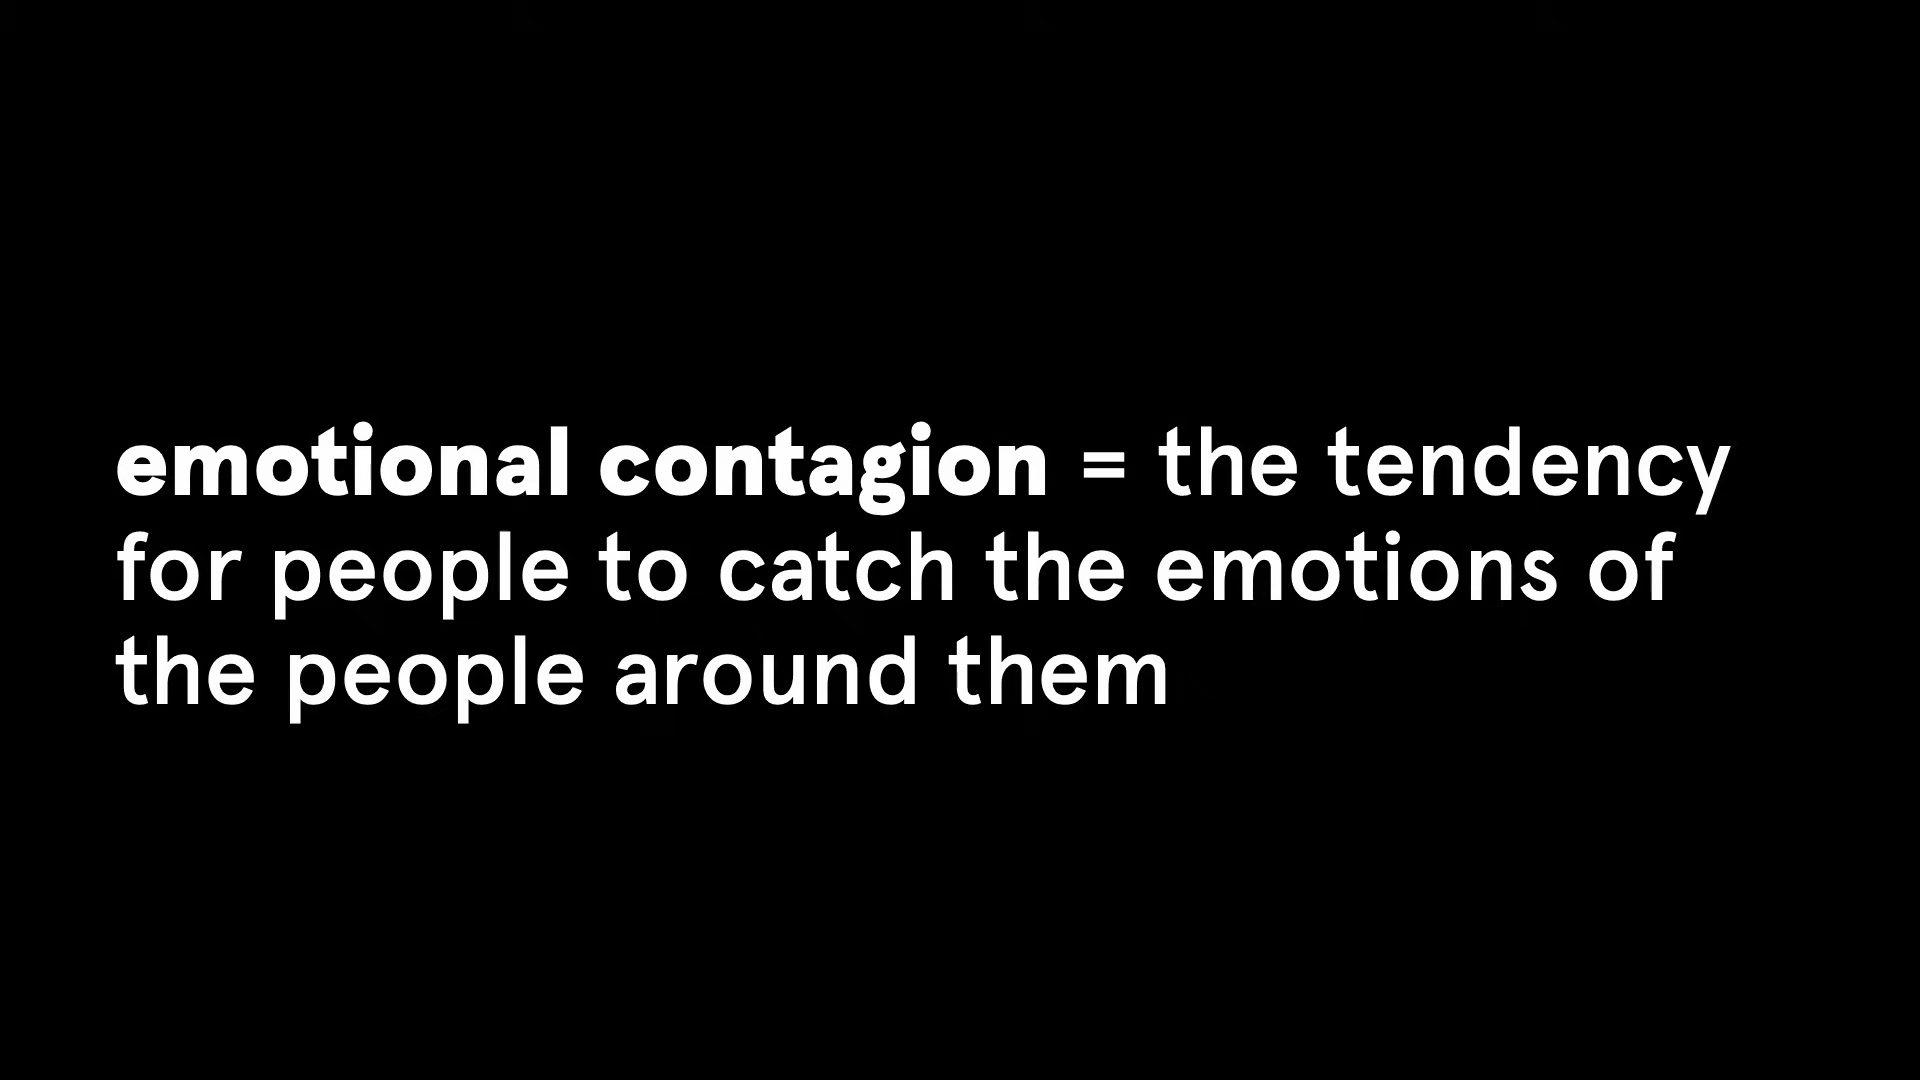 emotional contagion = the tendency
for people to catch the emotions of
the people around them